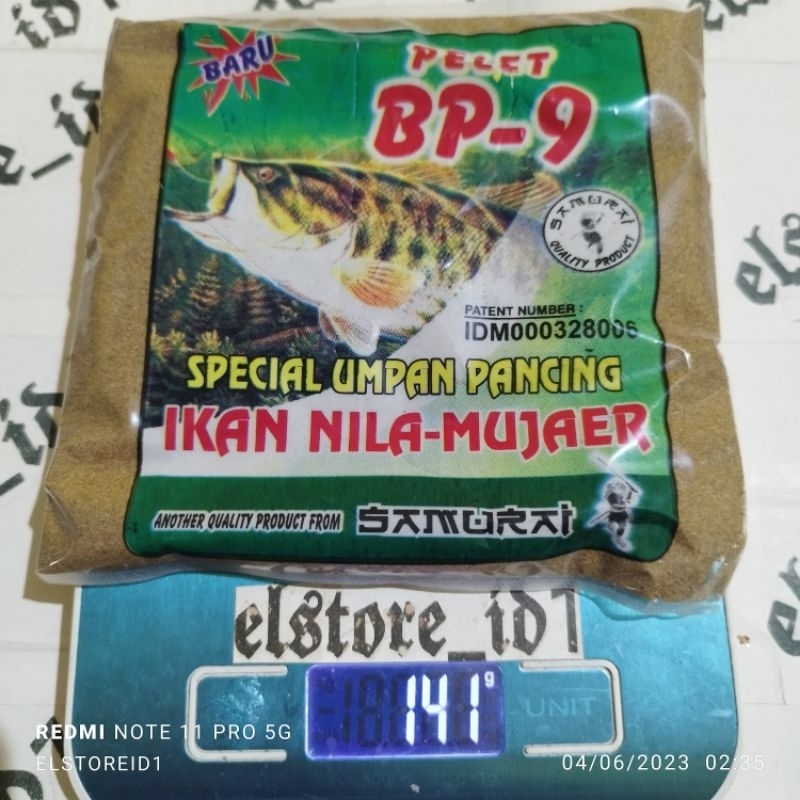 BARU
PELET
BP-9
SAMURAI
QUALITY PRODUCT
PATENT NUMBER :
IDM000328006
SPECIAL UMPAN PANCING
IKAN NILA-MUJAER
ANOTHER QUALITY PRODUCT FROM SAMURAI
elstore_id1
141g
UNIT
REDMI NOTE 11 PRO 5G
ELSTOREID1
04/06/2023 02:35